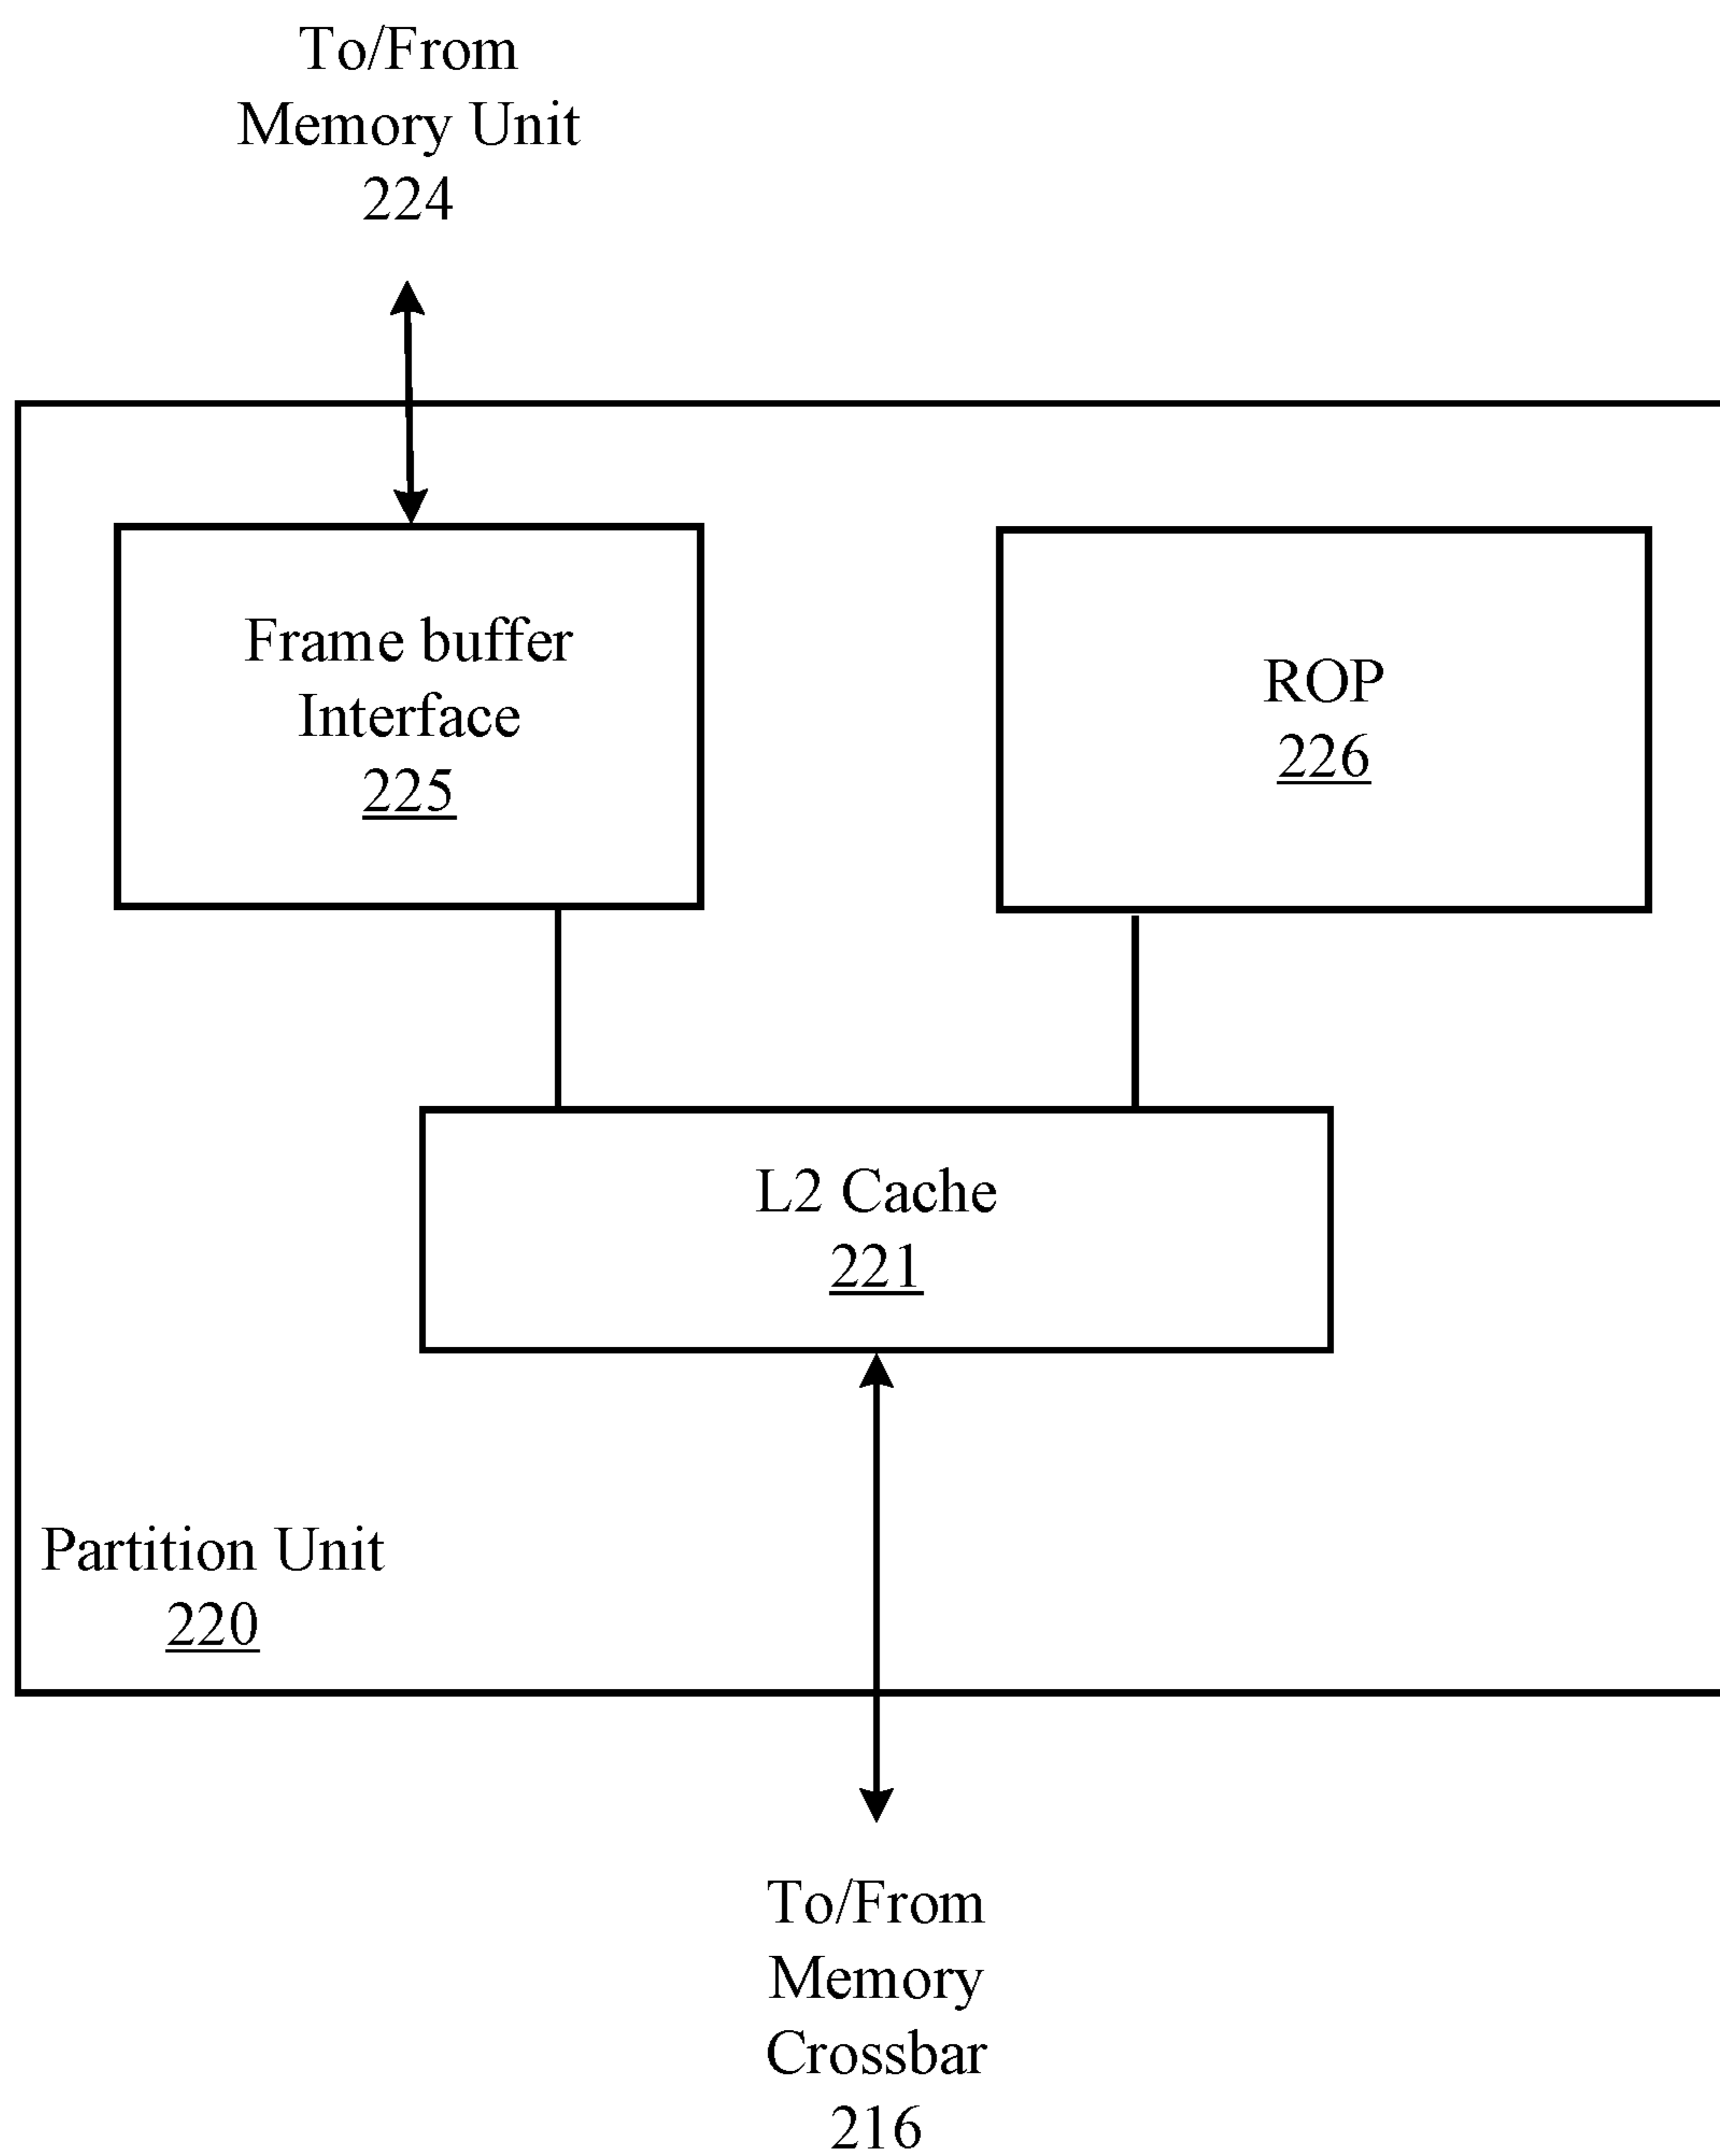 To/From
Memory Unit
224
Frame buffer
Interface
225
ROP
226
L2 Cache
221
Partition Unit
220
To/From
Memory
Crossbar
216